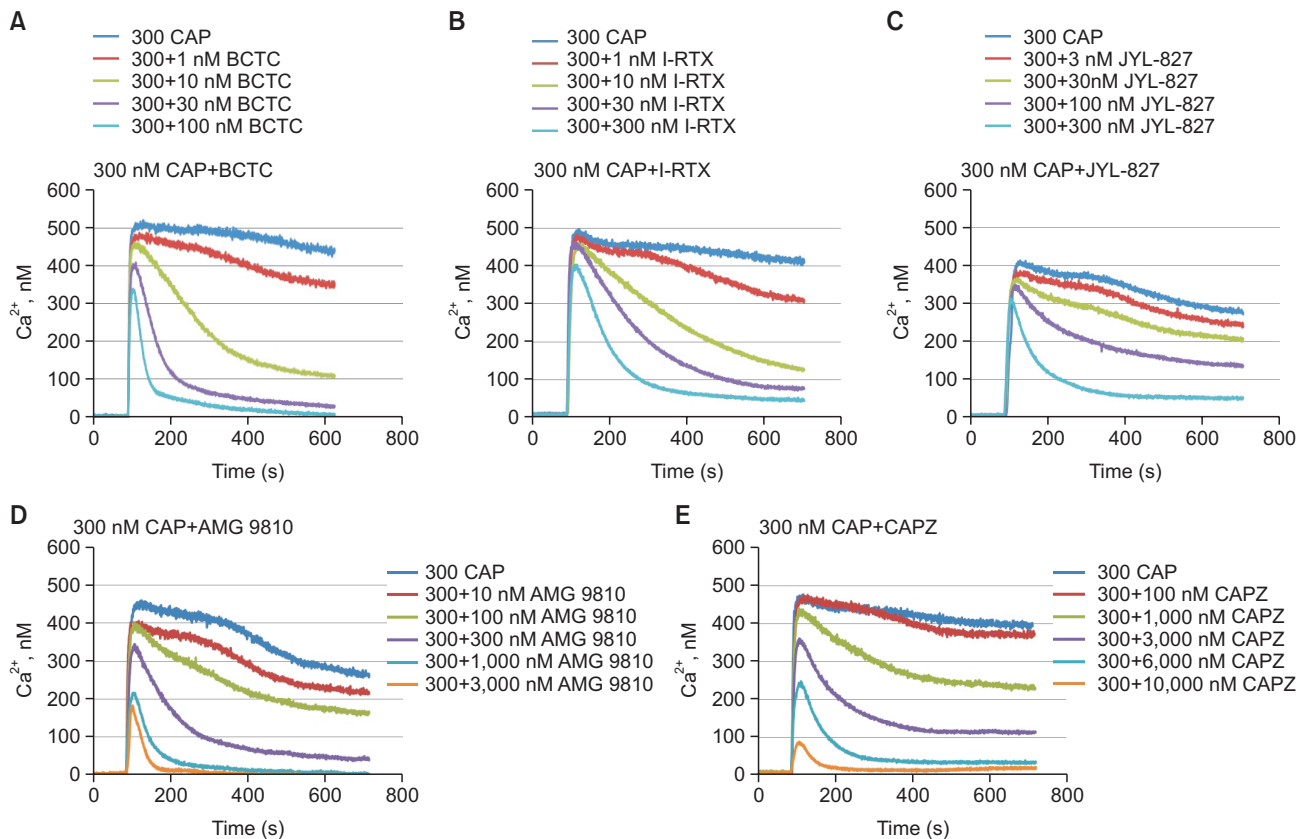 A
300 CAP
300+1 nM BCTC
300+10 nM BCTC
300+30 nM BCTC
300+100 nM BCTC
300 nM CAP+BCTC
600
500
400
300
200
100
0
Ca²⁺, nM
0 200 400 600 800
Time (s)
B
300 CAP
300+1 nM I-RTX
300+10 nM I-RTX
300+30 nM I-RTX
300+300 nM I-RTX
300 nM CAP+I-RTX
600
500
400
300
200
100
0
Ca²⁺, nM
0 200 400 600 800
Time (s)
C
300 CAP
300+3 nM JYL-827
300+30nM JYL-827
300+100 nM JYL-827
300+300 nM JYL-827
300 nM CAP+JYL-827
600
500
400
300
200
100
0
Ca²⁺, nM
0 200 400 600 800
Time (s)
D
300 nM CAP+AMG 9810
600
500
400
300
200
100
0
Ca²⁺, nM
0 200 400 600 800
Time (s)
300 CAP
300+10 nM AMG 9810
300+100 nM AMG 9810
300+300 nM AMG 9810
300+1,000 nM AMG 9810
300+3,000 nM AMG 9810
E
300 nM CAP+CAPZ
600
500
400
300
200
100
0
Ca²⁺, nM
0 200 400 600 800
Time (s)
300 CAP
300+100 nM CAPZ
300+1,000 nM CAPZ
300+3,000 nM CAPZ
300+6,000 nM CAPZ
300+10,000 nM CAPZ